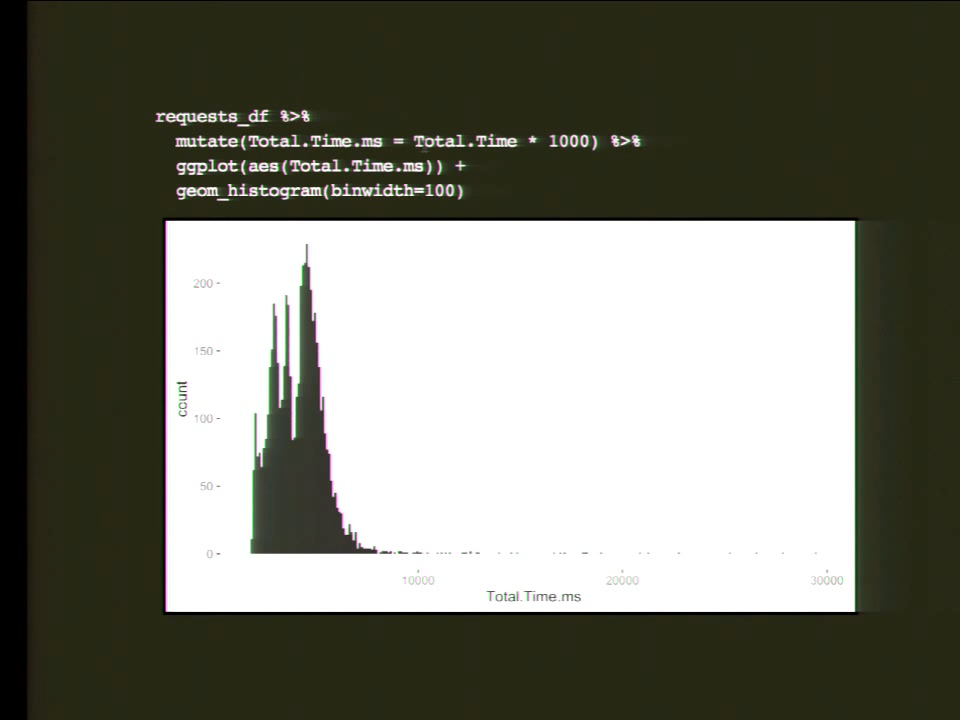 requests_df %>%
mutate(Total.Time.ms = Total.Time * 1000) %>%
ggplot(aes(Total.Time.ms)) +
geom_histogram(binwidth=100)
200
150
100
50
0
count
10000 20000 30000
Total.Time.ms